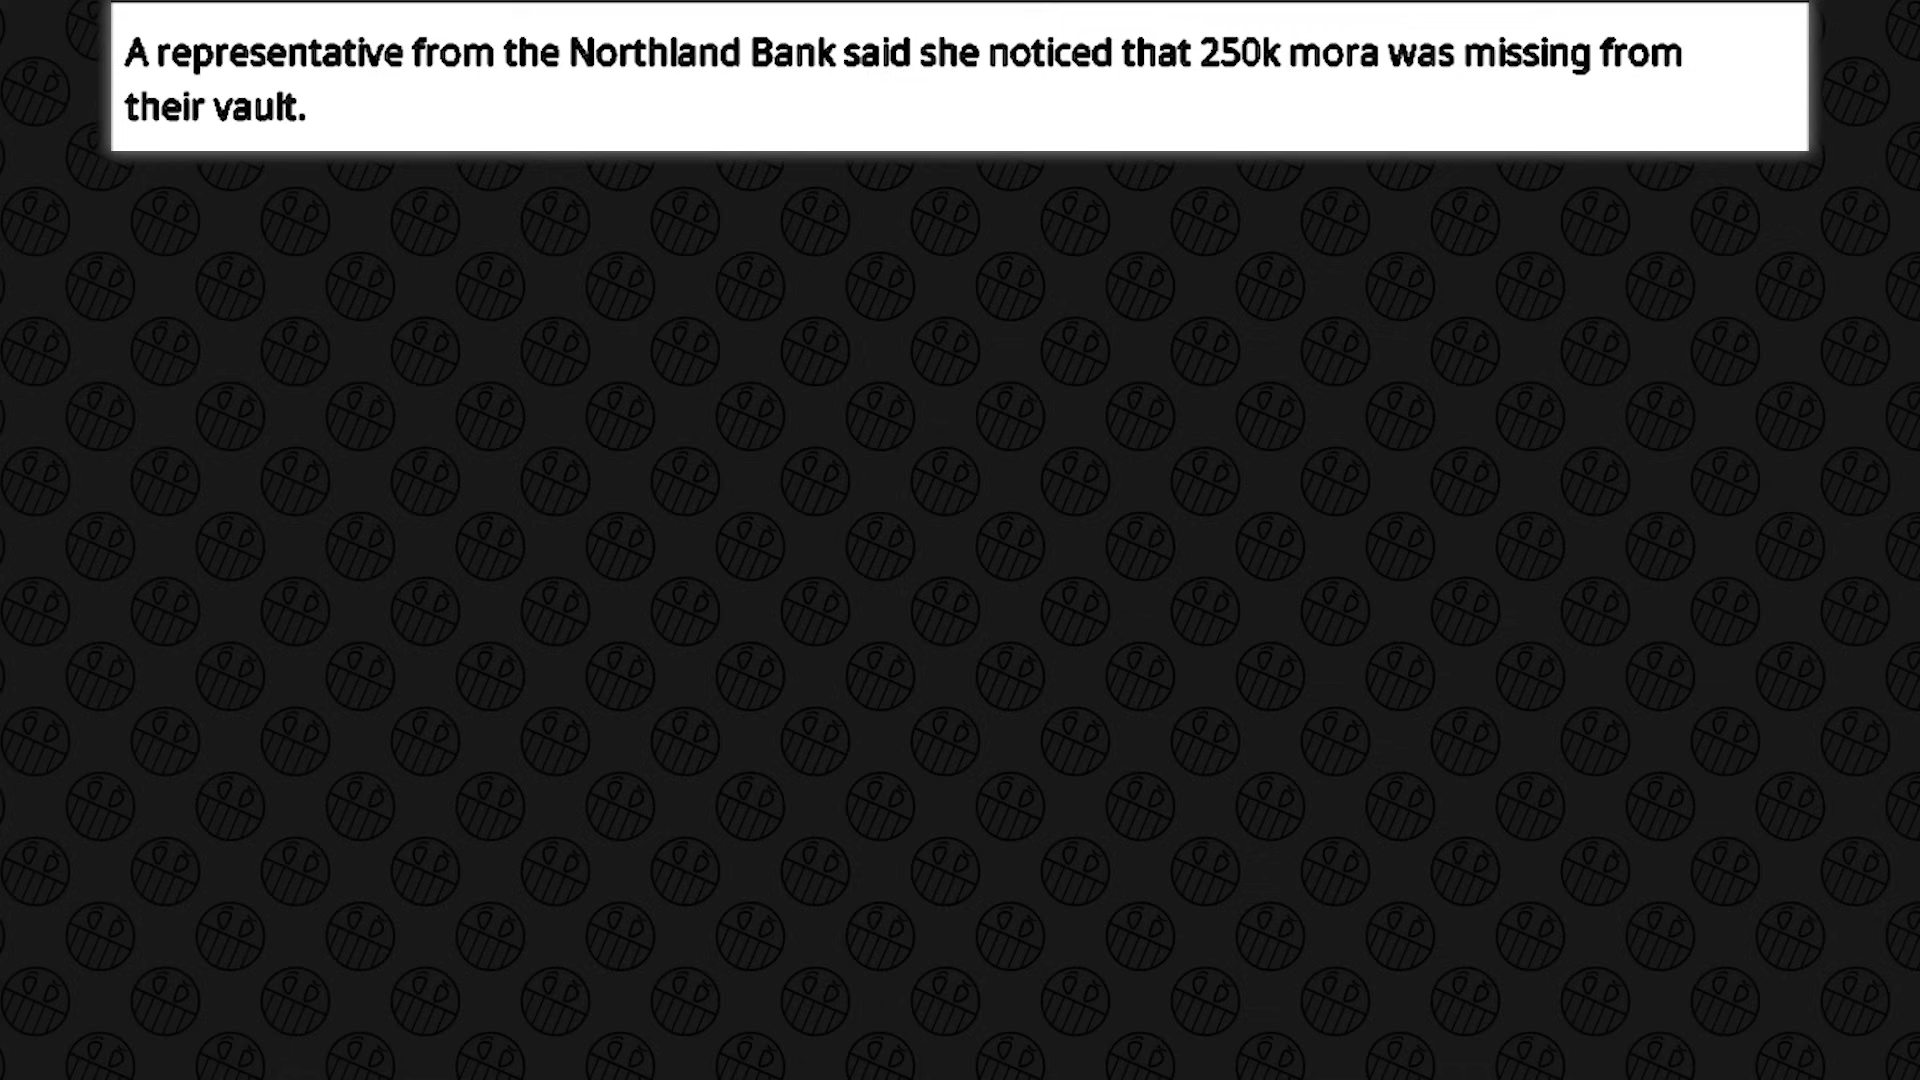 A representative from the Northland Bank said she noticed that 250k mora was missing from
their vault.